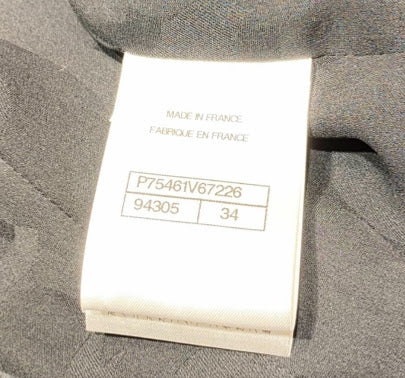 MADE IN FRANCE
FABRIQUE EN FRANCE
P75461V67226
94305 34